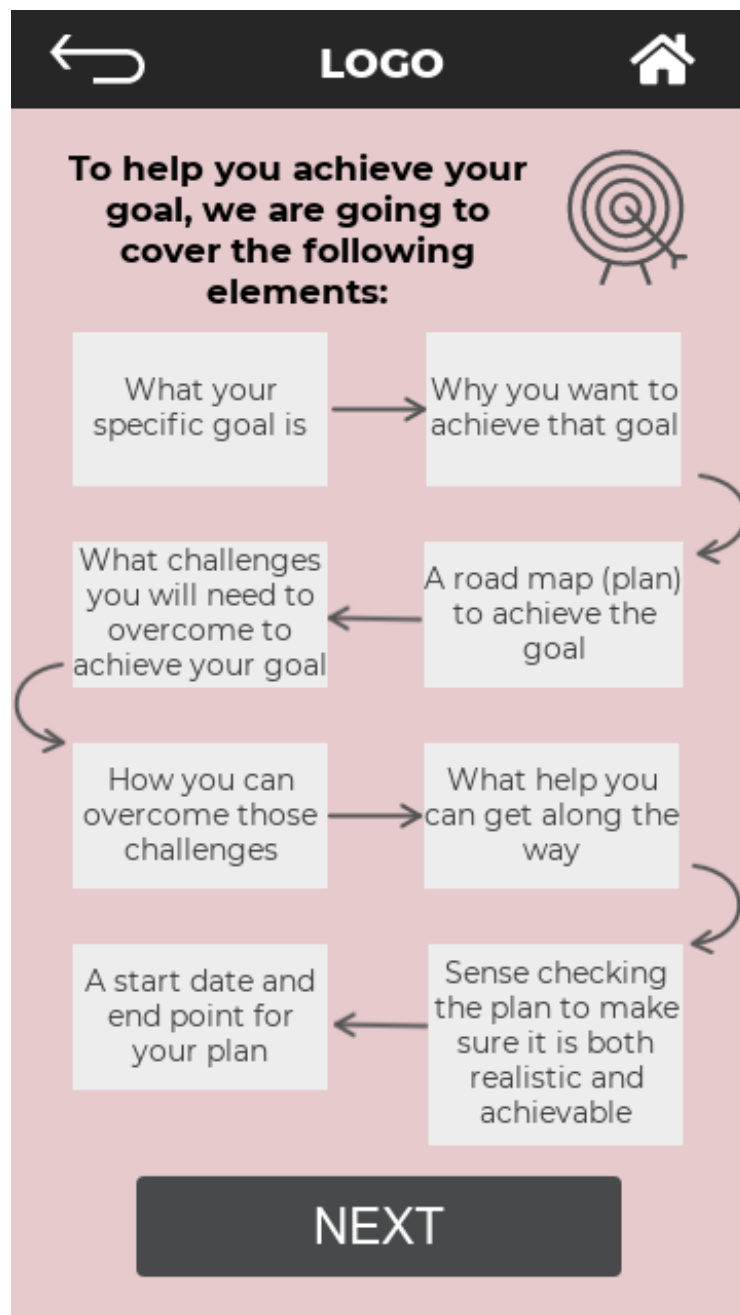 LOGO
To help you achieve your
goal, we are going to
cover the following
elements:
What your
specific goal is
Why you want to
achieve that goal
A road map (plan)
to achieve the
goal
What challenges
you will need to
overcome to
achieve your goal
How you can
overcome those
challenges
What help you
can get along the
way
Sense checking
the plan to make
sure it is both
realistic and
achievable
A start date and
end point for
your plan
NEXT